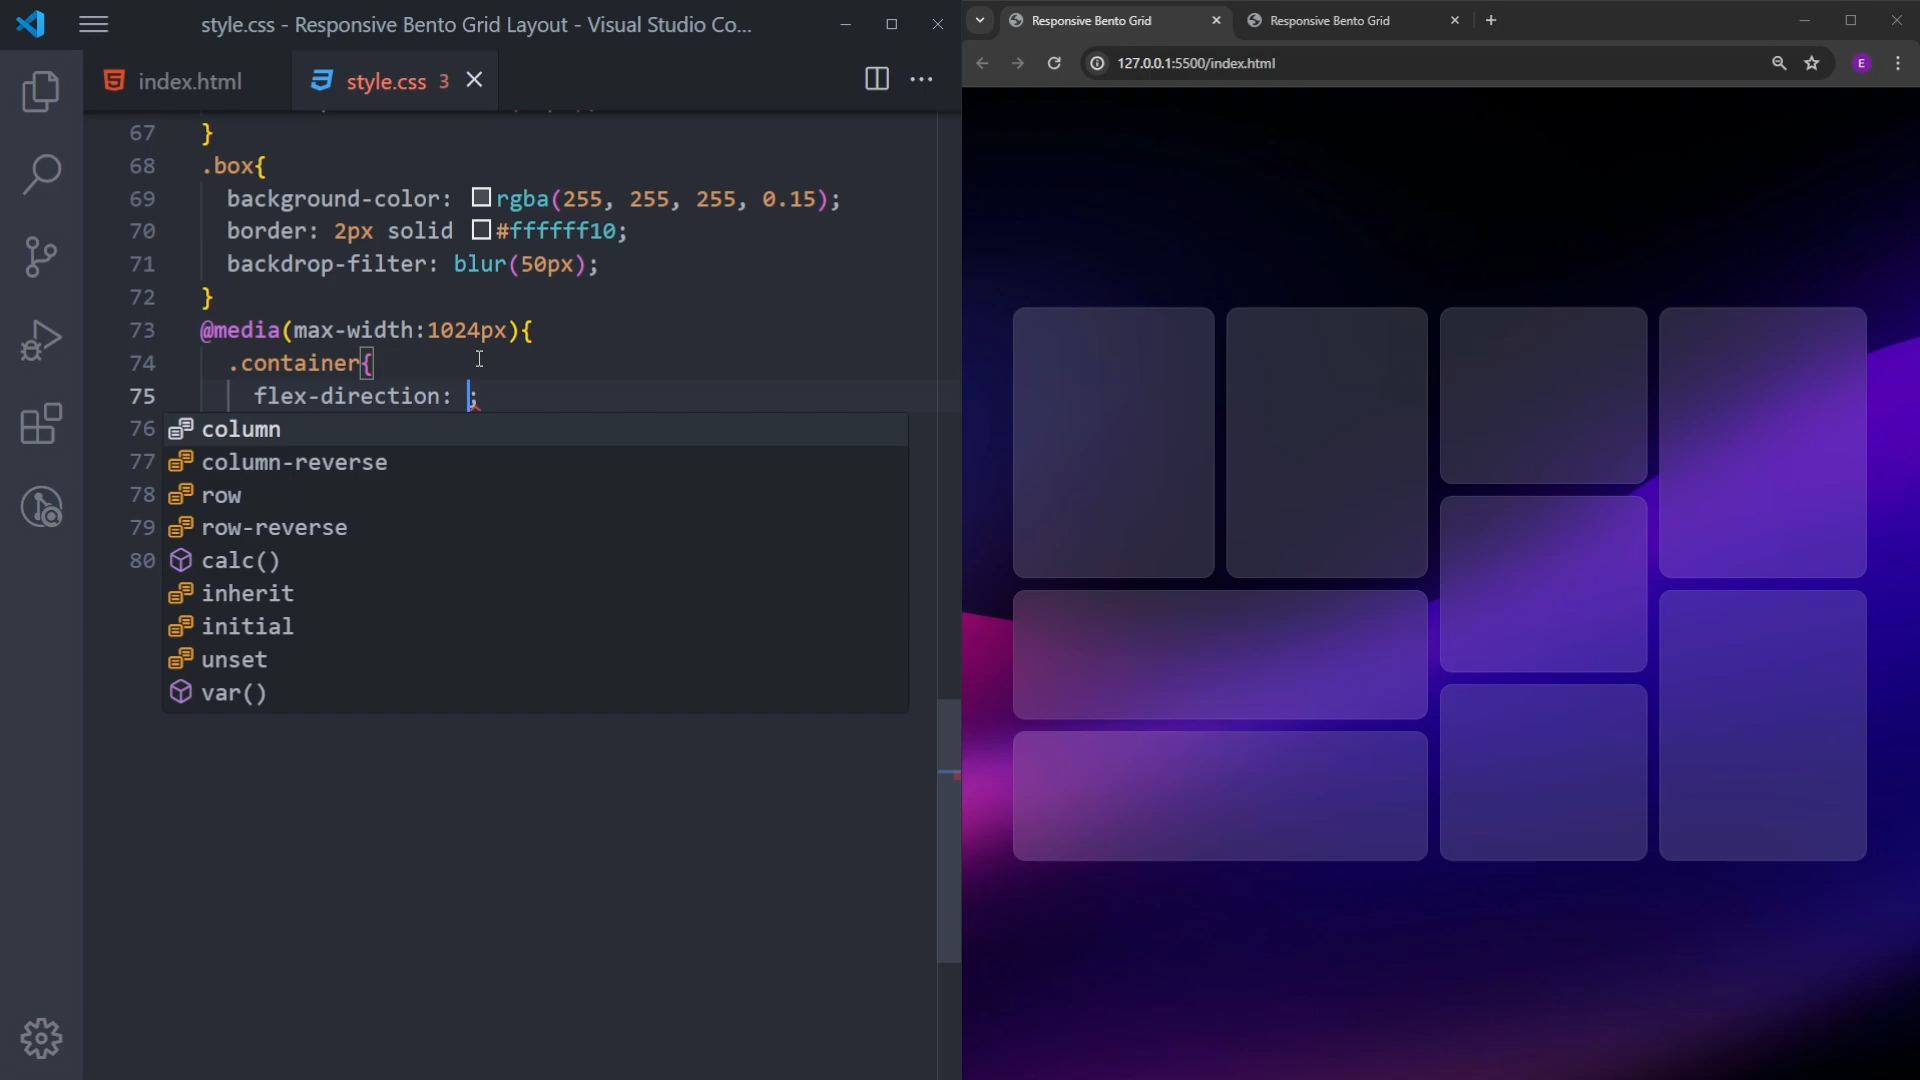 style.css - Responsive Bento Grid Layout - Visual Studio Co...
index.html
style.css 3
67 }
68 .box{
69 background-color: rgba(255, 255, 255, 0.15);
70 border: 2px solid #ffffff10;
71 backdrop-filter: blur(50px);
72 }
73 @media(max-width:1024px){
74 .container{
75 flex-direction: ;
76 column
77 column-reverse
78 row
79 row-reverse
80 calc()
inherit
initial
unset
var()
Responsive Bento Grid
Responsive Bento Grid
127.0.0.1:5500/index.html
E